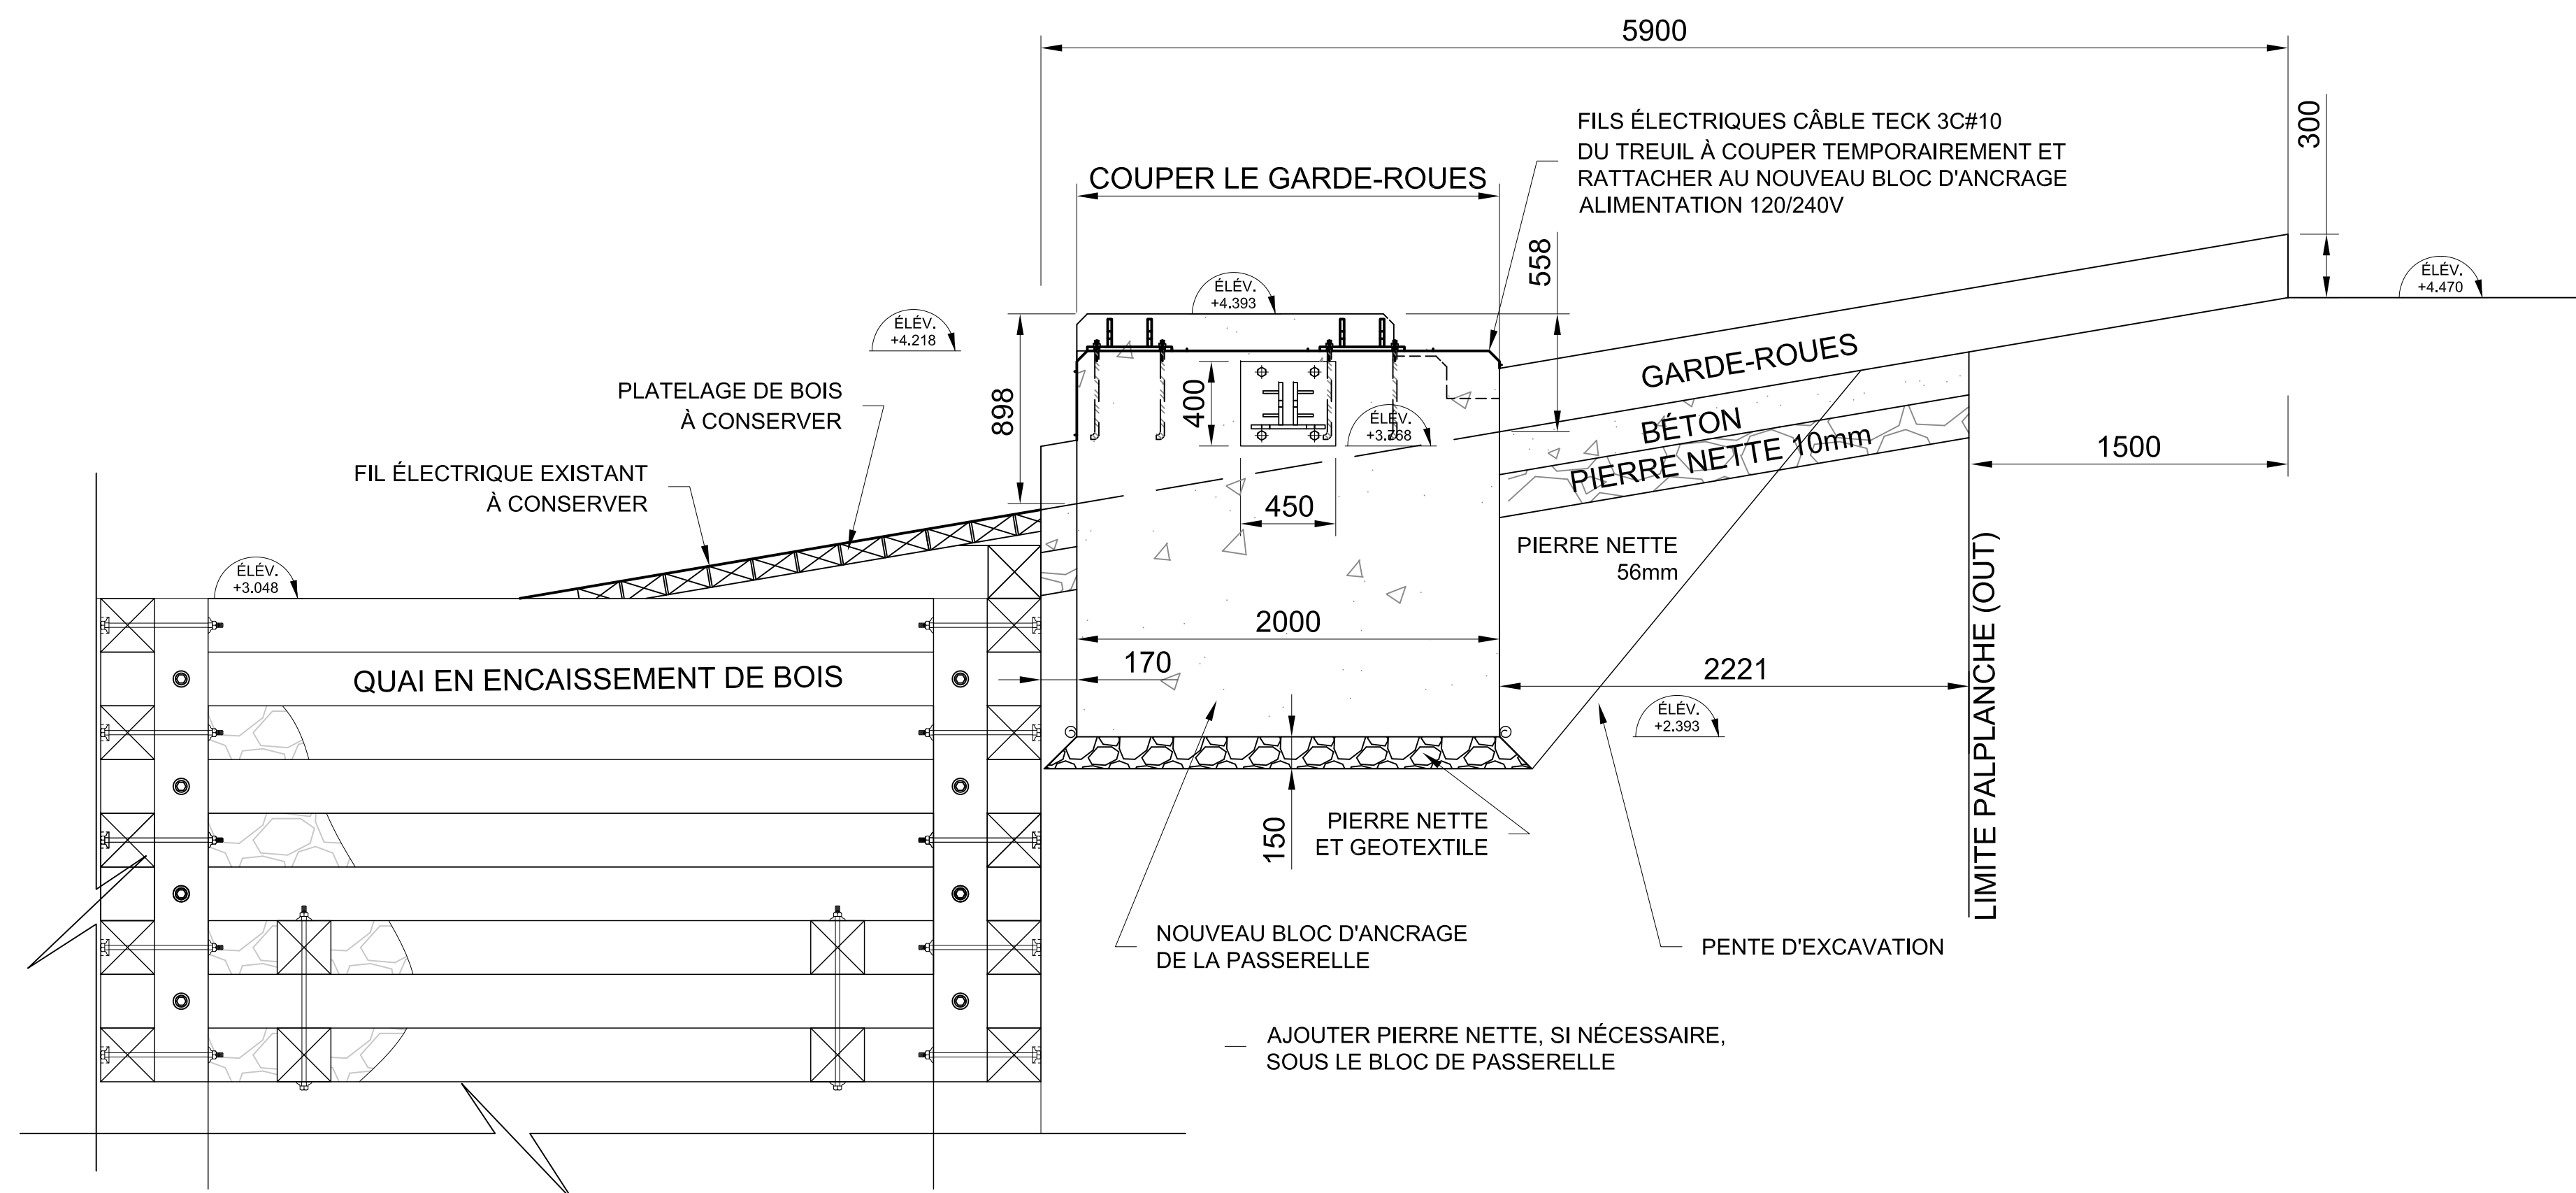 5900
300
FILS ÉLECTRIQUES CÂBLE TECK 3C#10
DU TREUIL À COUPER TEMPORAIREMENT ET
RATTACHER AU NOUVEAU BLOC D'ANCRAGE
ALIMENTATION 120/240V
COUPER LE GARDE-ROUES
558
ÉLÉV.
+4.393
ÉLÉV.
+4.470
ÉLÉV.
+4.218
898
400
GARDE-ROUES
PLATELAGE DE BOIS
À CONSERVER
ÉLÉV.
+3.768
BÉTON
PIERRE NETTE 10mm
1500
FIL ÉLECTRIQUE EXISTANT
À CONSERVER
450
PIERRE NETTE
56mm
ÉLÉV.
+3.048
2000
170
2221
QUAI EN ENCAISSEMENT DE BOIS
ÉLÉV.
+2.393
LIMITE PALPLANCHE (OUT)
150
PIERRE NETTE
ET GEOTEXTILE
NOUVEAU BLOC D'ANCRAGE
DE LA PASSERELLE
PENTE D'EXCAVATION
AJOUTER PIERRE NETTE, SI NÉCESSAIRE,
SOUS LE BLOC DE PASSERELLE